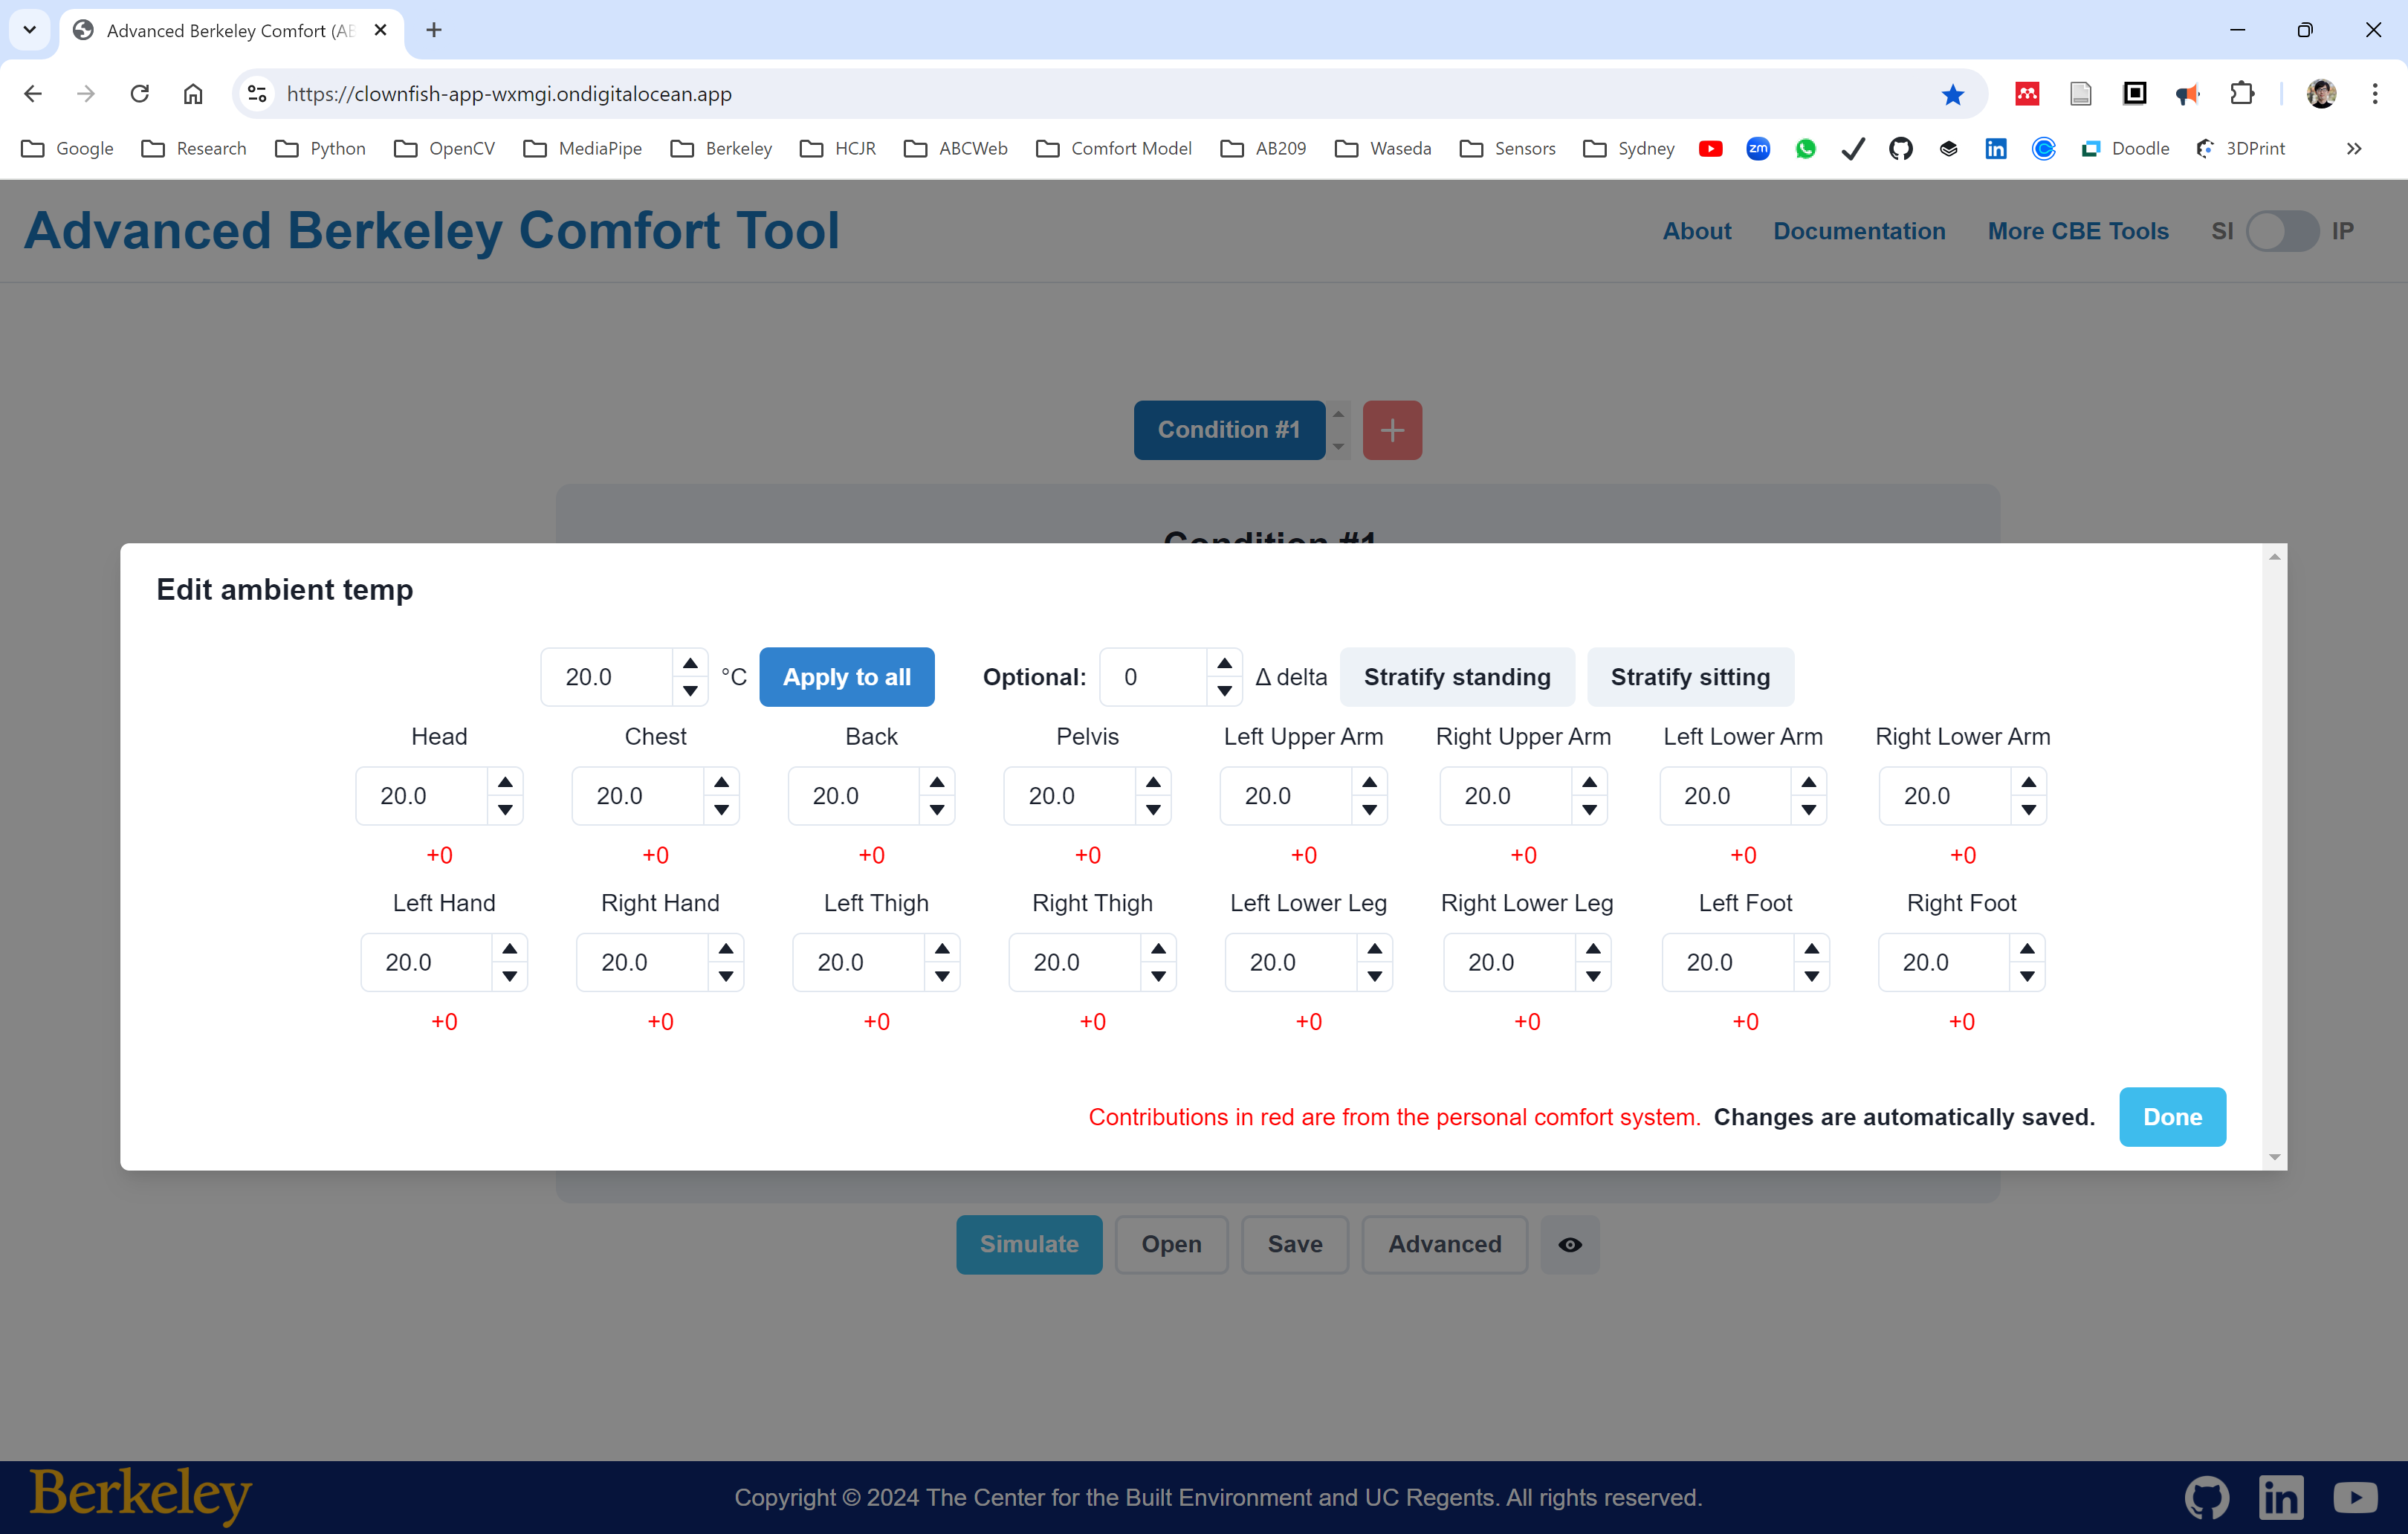 Advanced Berkeley Comfort (AB
https://clownfish-app-wxmgi.ondigitalocean.app
Google Research Python OpenCV MediaPipe Berkeley HCJR ABCWeb Comfort Model AB209 Waseda Sensors Sydney zm in Doodle 3DPrint
Advanced Berkeley Comfort Tool
About Documentation More CBE Tools SI IP
Condition #1 +
Condition #1
Edit ambient temp
20.0 °C Apply to all Optional: 0 Δ delta Stratify standing Stratify sitting
Head Chest Back Pelvis Left Upper Arm Right Upper Arm Left Lower Arm Right Lower Arm
20.0 20.0 20.0 20.0 20.0 20.0 20.0 20.0
+0 +0 +0 +0 +0 +0 +0 +0
Left Hand Right Hand Left Thigh Right Thigh Left Lower Leg Right Lower Leg Left Foot Right Foot
20.0 20.0 20.0 20.0 20.0 20.0 20.0 20.0
+0 +0 +0 +0 +0 +0 +0 +0
Contributions in red are from the personal comfort system. Changes are automatically saved. Done
Simulate Open Save Advanced
Berkeley Copyright © 2024 The Center for the Built Environment and UC Regents. All rights reserved. in